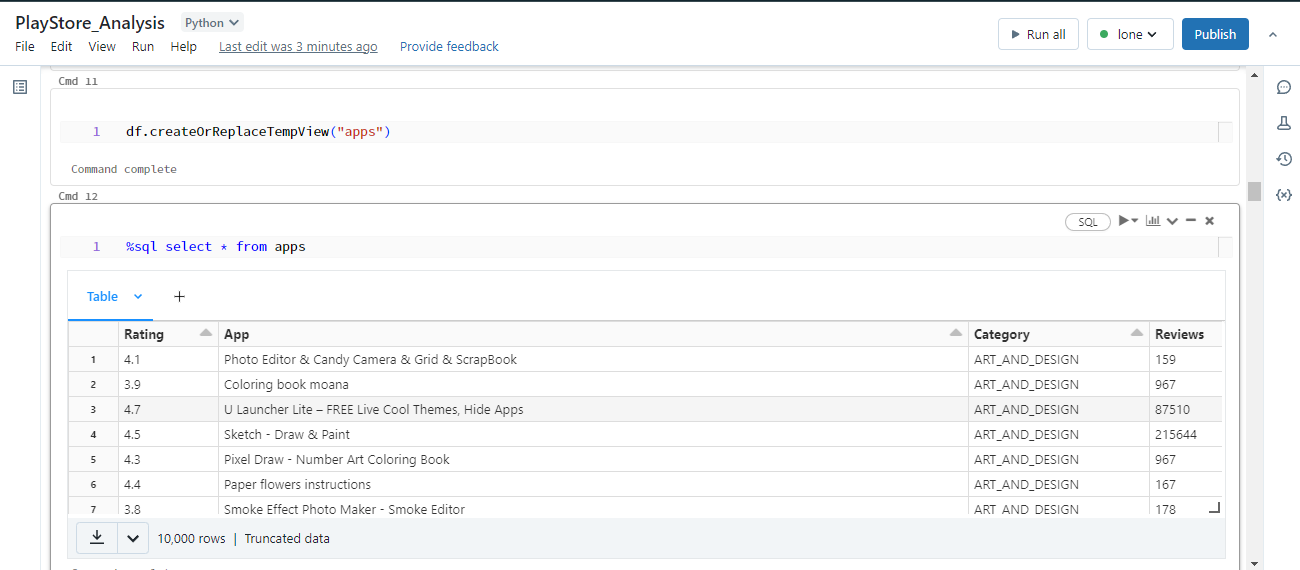 PlayStore_Analysis Python
File Edit View Run Help Last edit was 3 minutes ago Provide feedback
Run all lone Publish
Cmd 11
1 df.createOrReplaceTempView("apps")
Command complete
Cmd 12
SQL
1 %sql select * from apps
Table +
Rating App Category Reviews
1 4.1 Photo Editor & Candy Camera & Grid & ScrapBook ART_AND_DESIGN 159
2 3.9 Coloring book moana ART_AND_DESIGN 967
3 4.7 U Launcher Lite – FREE Live Cool Themes, Hide Apps ART_AND_DESIGN 87510
4 4.5 Sketch - Draw & Paint ART_AND_DESIGN 215644
5 4.3 Pixel Draw - Number Art Coloring Book ART_AND_DESIGN 967
6 4.4 Paper flowers instructions ART_AND_DESIGN 167
7 3.8 Smoke Effect Photo Maker - Smoke Editor ART_AND_DESIGN 178
10,000 rows | Truncated data